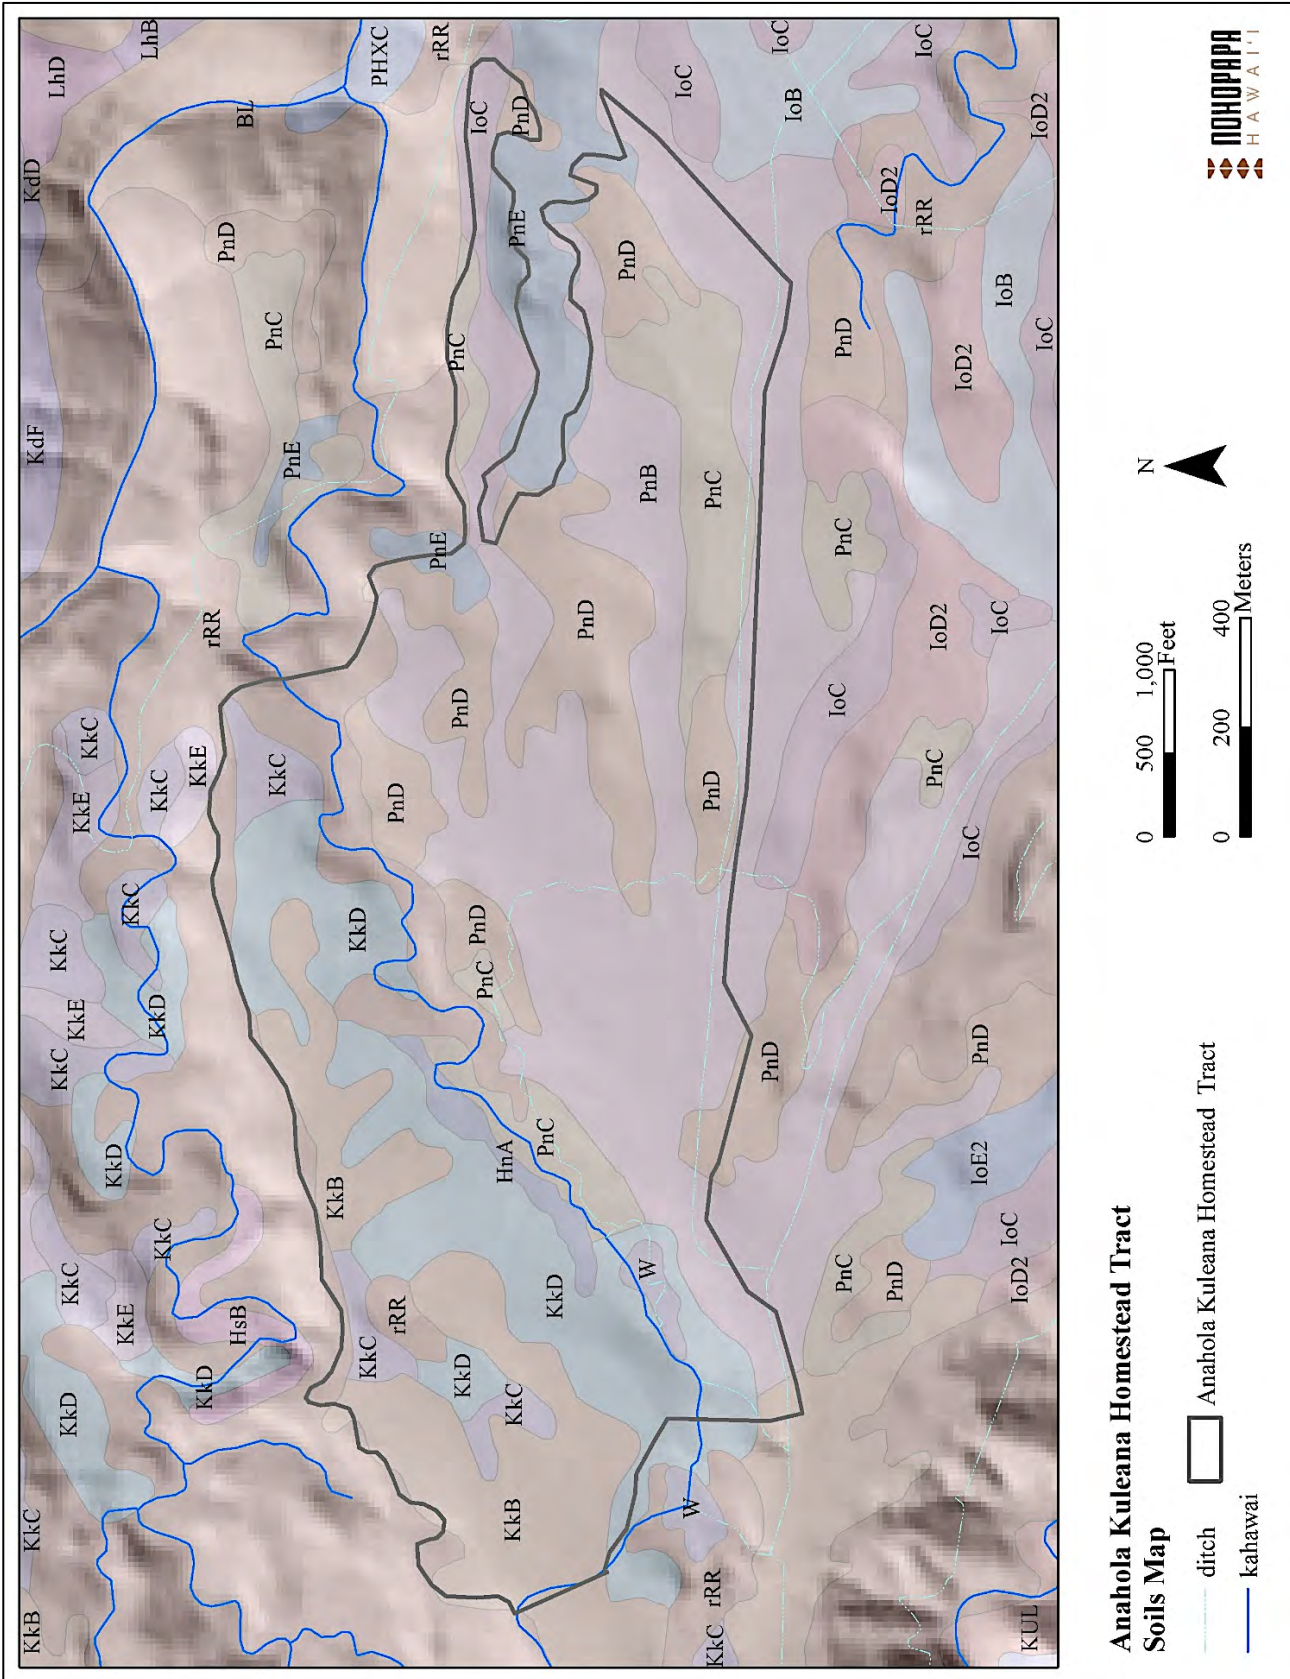 KkB
KkC
KdF
KdD
LhD
KkD
KkC
KkC
KkE
KkC
KkE
KkC
LhB
KkE
KkD
KkC
KkD
KkC
KkC
KkE
KkD
HsB
rRR
PnD
BL
PnC
PnE
KkC
KkB
KkD
PHXC
KkC
rRR
PnD
PnE
rRR
KkD
PnD
PnC
IoC
KkB
KkC
PnC
PnD
HnA
PnE
PnD
KkD
PnC
PnD
PnD
W
PnB
W
IoC
KkC
rRR
PnD
PnC
PnD
IoC
IoB
PnC
PnD
IoC
PnC
PnD
IoD2
PnD
IoD2
PnC
rRR
IoC
IoE2
IoC
PnD
IoD2
IoB
IoC
KUL
IoD2
IoC
IoC
IoD2
Anahola Kuleana Homestead Tract
Soils Map
ditch
Anahola Kuleana Homestead Tract
kahawai
0 500 1,000
Feet
0 200 400
Meters
N
NOHOPAPA
HAWAI'I